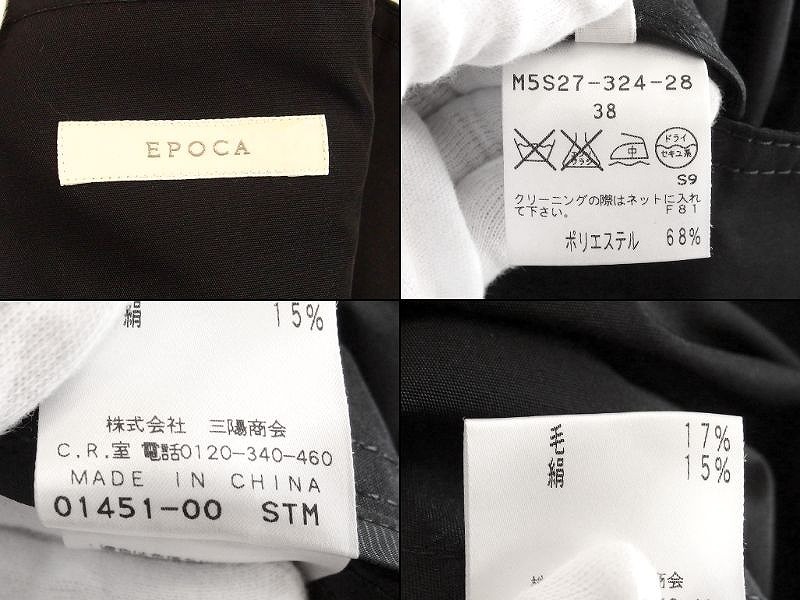 EPOCA
M5S27-324-28
38
中
ドライ
セキユ系
S9
クリーニングの際はネットに入れ
て下さい。 F81
ポリエステル 68%
絹 15%
株式会社 三陽商会
C.R.室 電話0120-340-460
MADE IN CHINA
01451-00 STM
毛 17%
絹 15%